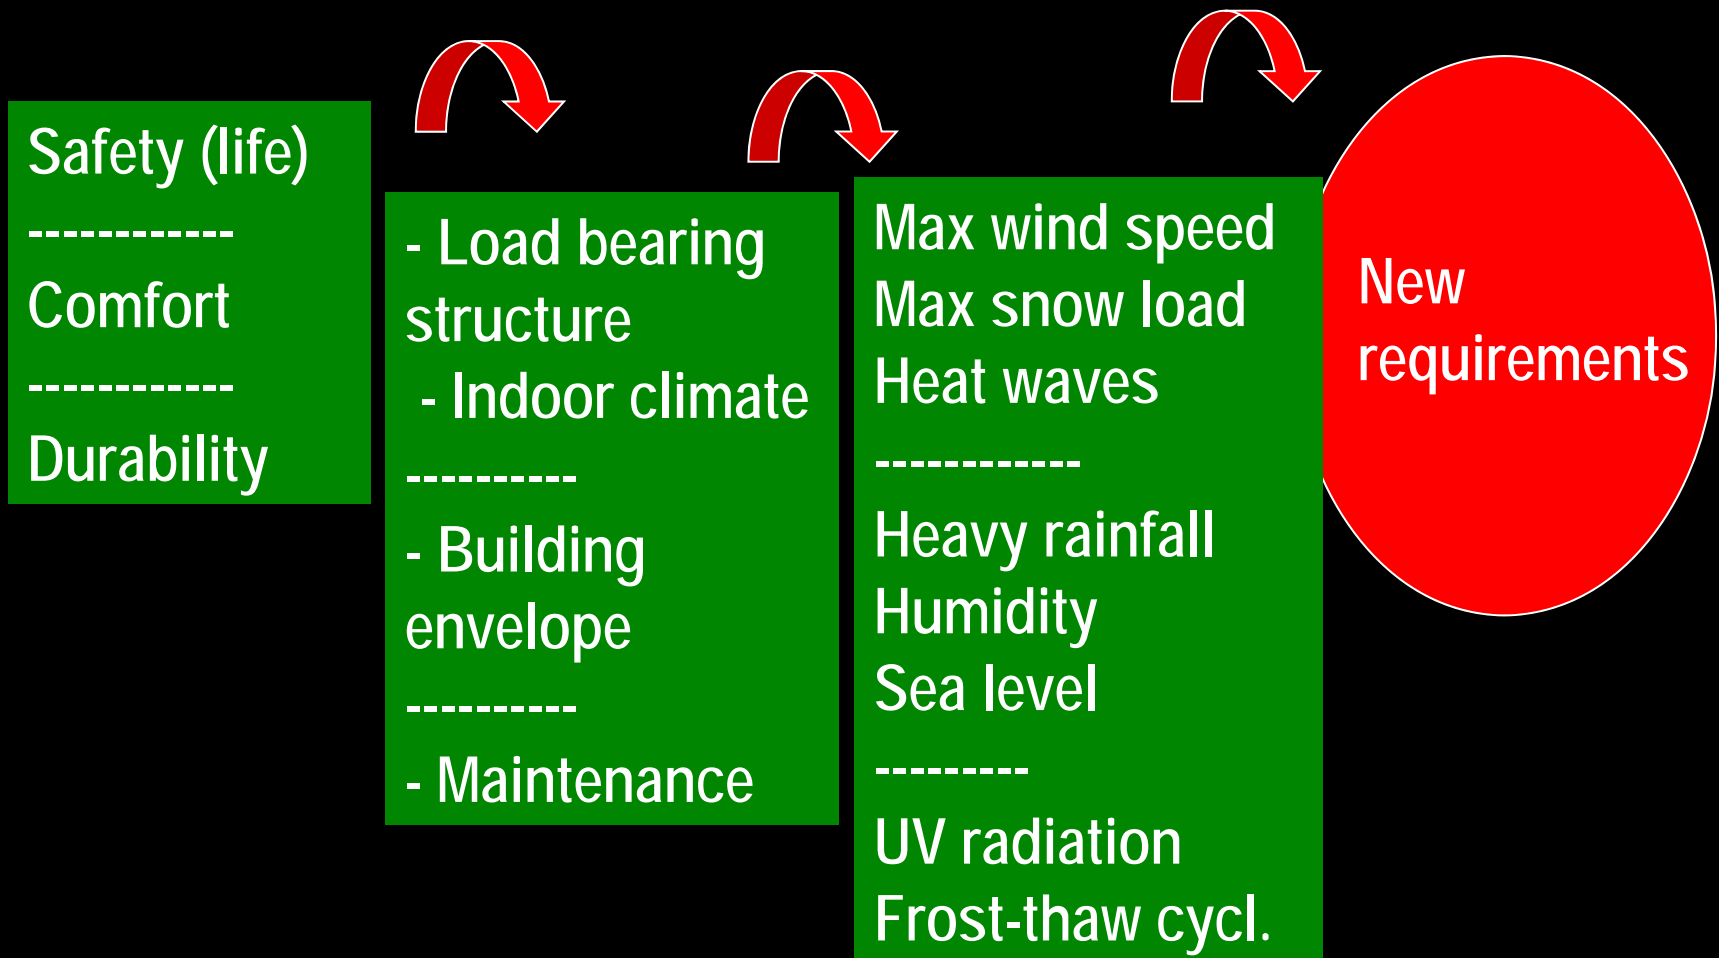 Safety (life)
------------
Comfort
------------
Durability
- Load bearing
structure
- Indoor climate
----------
- Building
envelope
----------
- Maintenance
Max wind speed
Max snow load
Heat waves
------------
Heavy rainfall
Humidity
Sea level
---------
UV radiation
Frost-thaw cycl.
New
requirements